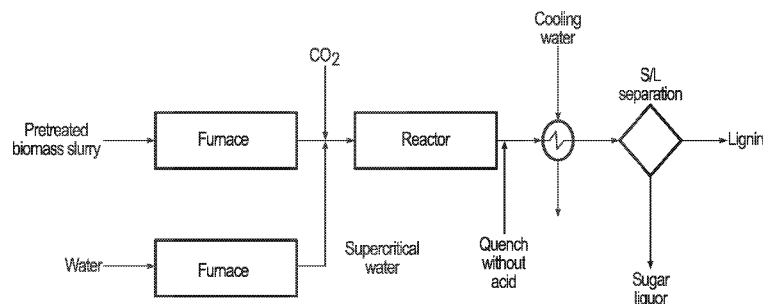 Cooling
water
CO2
S/L
separation
Pretreated
biomass slurry
Furnace
Reactor
Lignin
Water
Furnace
Supercritical
water
Quench
without
acid
Sugar
liquor